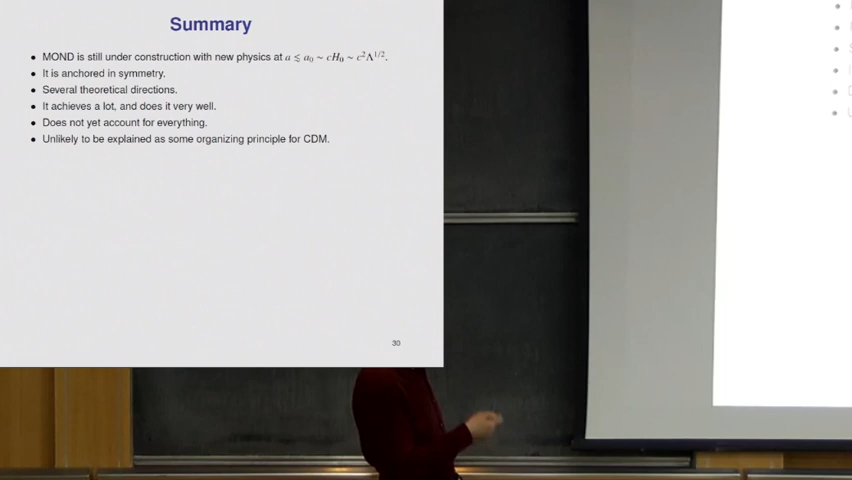 Summary
• MOND is still under construction with new physics at a ≲ a₀ ~ cH₀ ~ c²Λ^{1/2}.
• It is anchored in symmetry.
• Several theoretical directions.
• It achieves a lot, and does it very well.
• Does not yet account for everything.
• Unlikely to be explained as some organizing principle for CDM.
30